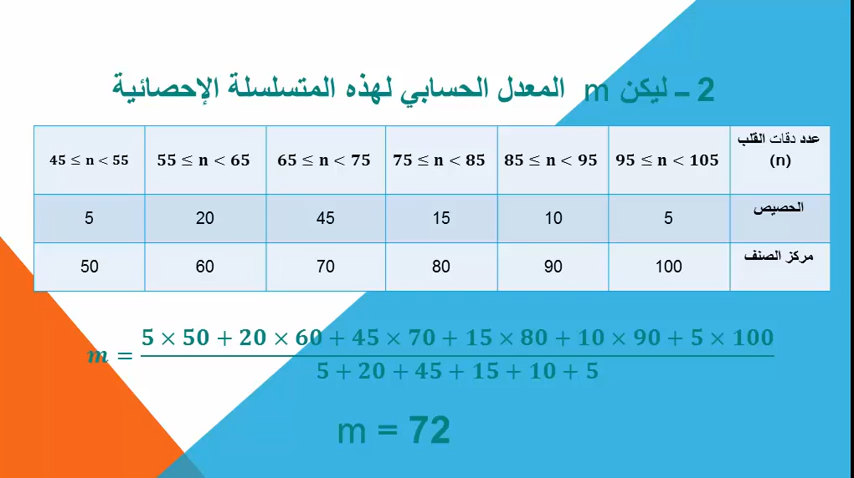 2 ـ ليكن m المعدل الحسابي لهذه المتسلسلة الإحصائية
عدد دقات القلب (n) 95 ≤ n < 105 85 ≤ n < 95 75 ≤ n < 85 65 ≤ n < 75 55 ≤ n < 65 45 ≤ n < 55
الحصيص 5 10 15 45 20 5
مركز الصنف 100 90 80 70 60 50
m = (5 × 50 + 20 × 60 + 45 × 70 + 15 × 80 + 10 × 90 + 5 × 100) / (5 + 20 + 45 + 15 + 10 + 5)
m = 72